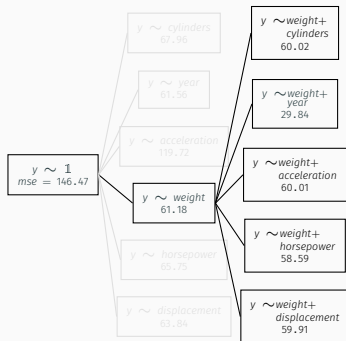 y ∼ cylinders
67.96
y ∼ year
61.56
y ∼ acceleration
119.72
y ∼ 𝟙
mse = 146.47
y ∼ weight
61.18
y ∼ horsepower
65.75
y ∼ displacement
63.84
y ∼weight+
cylinders
60.02
y ∼weight+
year
29.84
y ∼weight+
acceleration
60.01
y ∼weight+
horsepower
58.59
y ∼weight+
displacement
59.91